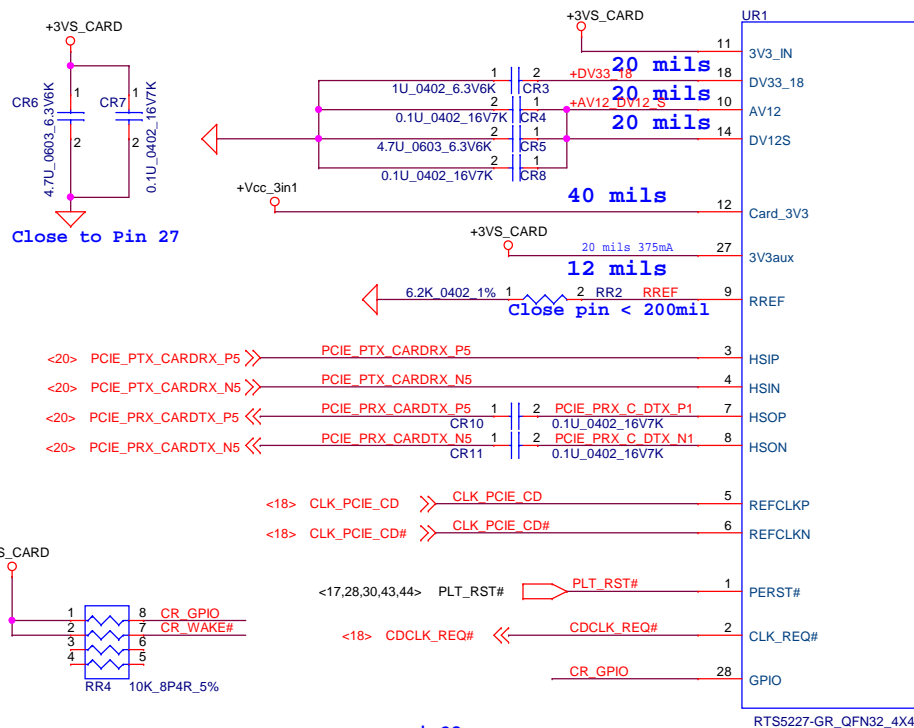 UR1
+3VS_CARD
+3VS_CARD
11 3V3_IN
20 mils
1 2 +DV33_18 18 DV33_18
1U_0402_6.3V6K CR3
20 mils
2 1 +AV12_DV12_S 10 AV12
0.1U_0402_16V7K CR4
20 mils
2 1 14 DV12S
4.7U_0603_6.3V6K CR5
2 1
0.1U_0402_16V7K CR8
CR6 1 2 4.7U_0603_6.3V6K
CR7 1 2 0.1U_0402_16V7K
Close to Pin 27
+Vcc_3in1
40 mils
12 Card_3V3
+3VS_CARD
20 mils 375mA
27 3V3aux
12 mils
6.2K_0402_1% 1 2 RR2 RREF 9 RREF
Close pin < 200mil
<20> PCIE_PTX_CARDRX_P5 PCIE_PTX_CARDRX_P5 3 HSIP
<20> PCIE_PTX_CARDRX_N5 PCIE_PTX_CARDRX_N5 4 HSIN
<20> PCIE_PRX_CARDTX_P5 PCIE_PRX_CARDTX_P5 1 2 PCIE_PRX_C_DTX_P1 7 HSOP
CR10 0.1U_0402_16V7K
<20> PCIE_PRX_CARDTX_N5 PCIE_PRX_CARDTX_N5 1 2 PCIE_PRX_C_DTX_N1 8 HSON
CR11 0.1U_0402_16V7K
<18> CLK_PCIE_CD CLK_PCIE_CD 5 REFCLKP
<18> CLK_PCIE_CD# CLK_PCIE_CD# 6 REFCLKN
S_CARD
<17,28,30,43,44> PLT_RST# PLT_RST# 1 PERST#
1 8 CR_GPIO
2 7 CR_WAKE#
3 6
4 5
RR4 10K_8P4R_5%
<18> CDCLK_REQ# CDCLK_REQ# 2 CLK_REQ#
CR_GPIO 28 GPIO
RTS5227-GR_QFN32_4X4